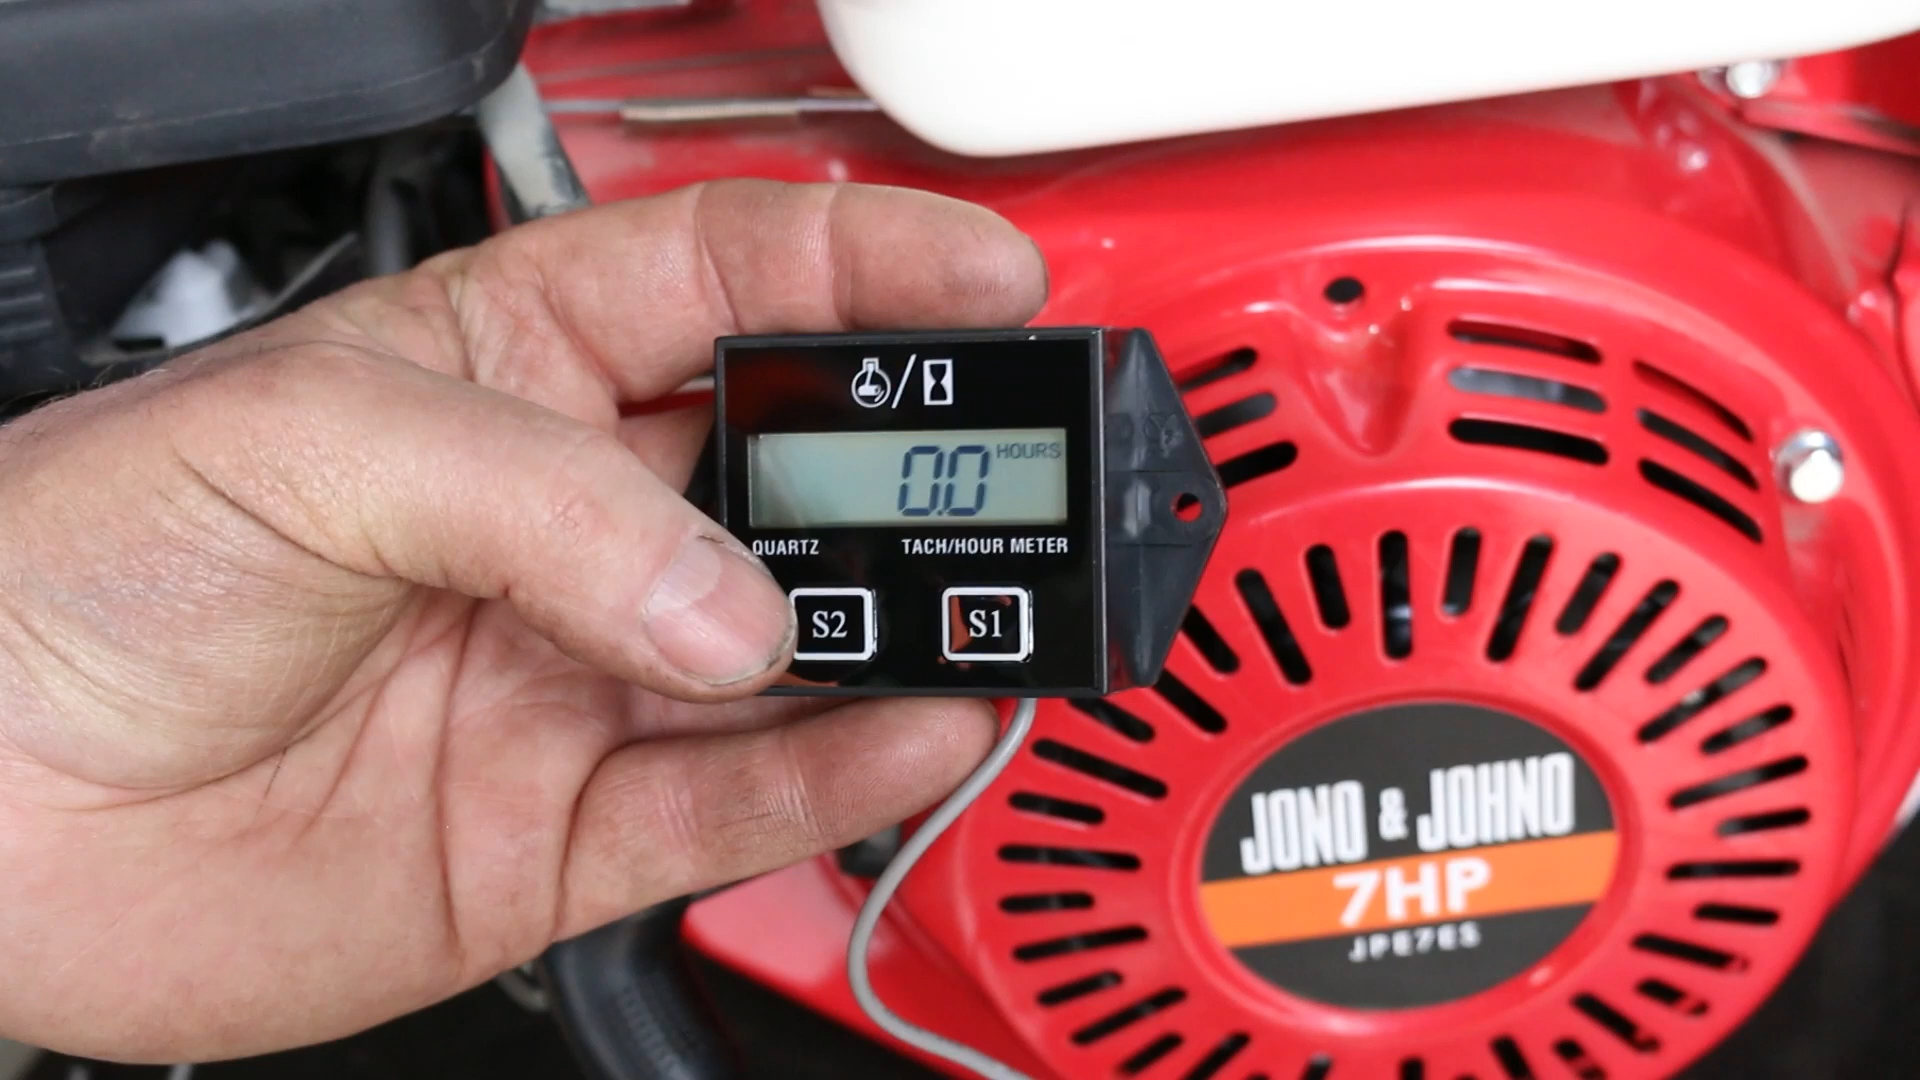 0.0 HOURS
QUARTZ TACH/HOUR METER
S2 S1
JONO & JOHNO
7HP
JPE7ES